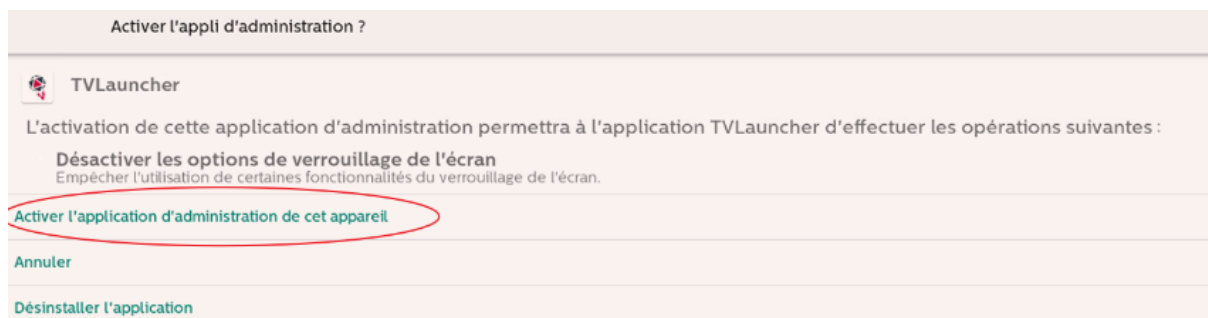 Activer l'appli d'administration ?
TVLauncher
L'activation de cette application d'administration permettra à l'application TVLauncher d'effectuer les opérations suivantes :
Désactiver les options de verrouillage de l'écran
Empêcher l'utilisation de certaines fonctionnalités du verrouillage de l'écran.
Activer l'application d'administration de cet appareil
Annuler
Désinstaller l'application